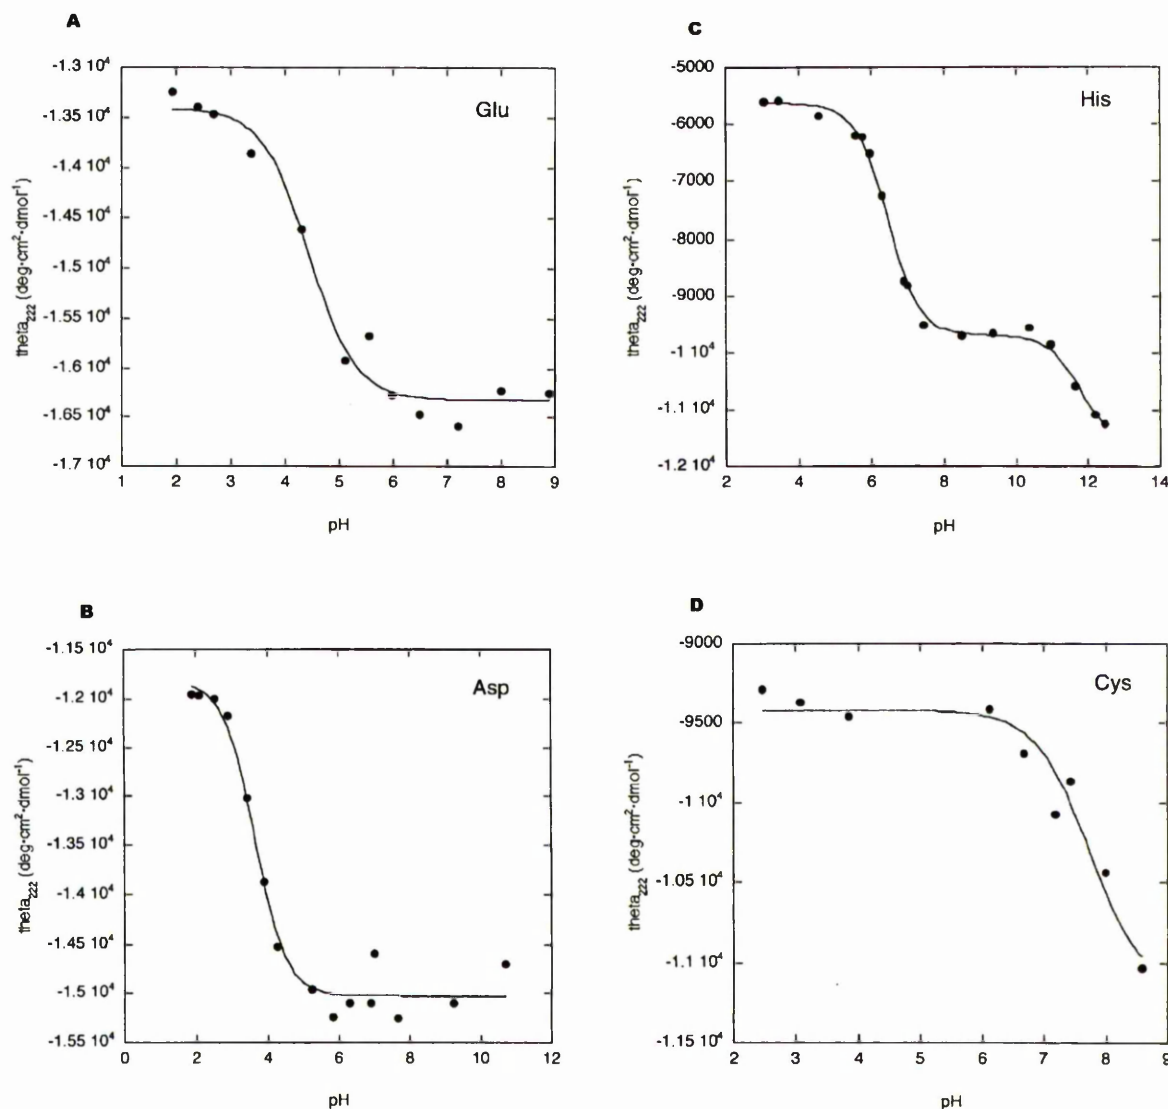 A
Glu
-1.3 10⁴
-1.35 10⁴
-1.4 10⁴
-1.45 10⁴
-1.5 10⁴
-1.55 10⁴
-1.6 10⁴
-1.65 10⁴
-1.7 10⁴
theta₂₂₂ (deg·cm²·dmol⁻¹)
1 2 3 4 5 6 7 8 9
pH
B
Asp
-1.15 10⁴
-1.2 10⁴
-1.25 10⁴
-1.3 10⁴
-1.35 10⁴
-1.4 10⁴
-1.45 10⁴
-1.5 10⁴
-1.55 10⁴
theta₂₂₂ (deg·cm²·dmol⁻¹)
0 2 4 6 8 10 12
pH
C
His
-5000
-6000
-7000
-8000
-9000
-1 10⁴
-1.1 10⁴
-1.2 10⁴
theta₂₂₂ (deg·cm²·dmol⁻¹)
2 4 6 8 10 12 14
pH
D
Cys
-9000
-9500
-1 10⁴
-1.05 10⁴
-1.1 10⁴
-1.15 10⁴
theta₂₂₂ (deg·cm²·dmol⁻¹)
2 3 4 5 6 7 8 9
pH